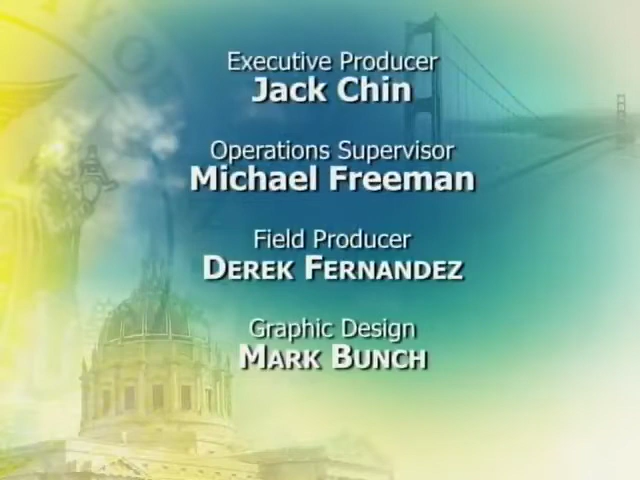 Executive Producer
Jack Chin
Operations Supervisor
Michael Freeman
Field Producer
DEREK FERNANDEZ
Graphic Design
MARK BUNCH